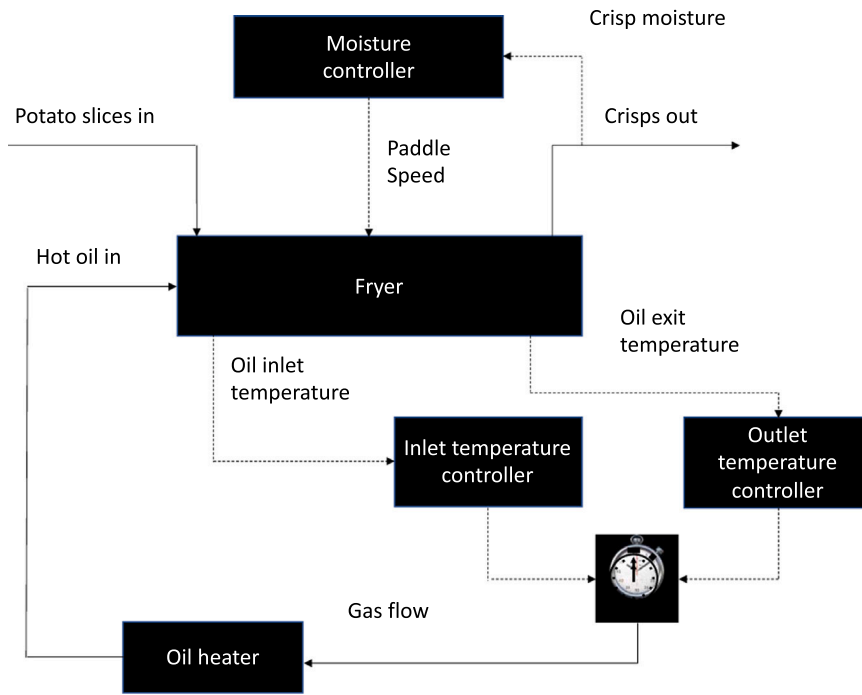 Crisp moisture
Moisture
controller
Potato slices in
Crisps out
Paddle
Speed
Hot oil in
Fryer
Oil exit
temperature
Oil inlet
temperature
Inlet temperature
controller
Outlet
temperature
controller
Gas flow
Oil heater